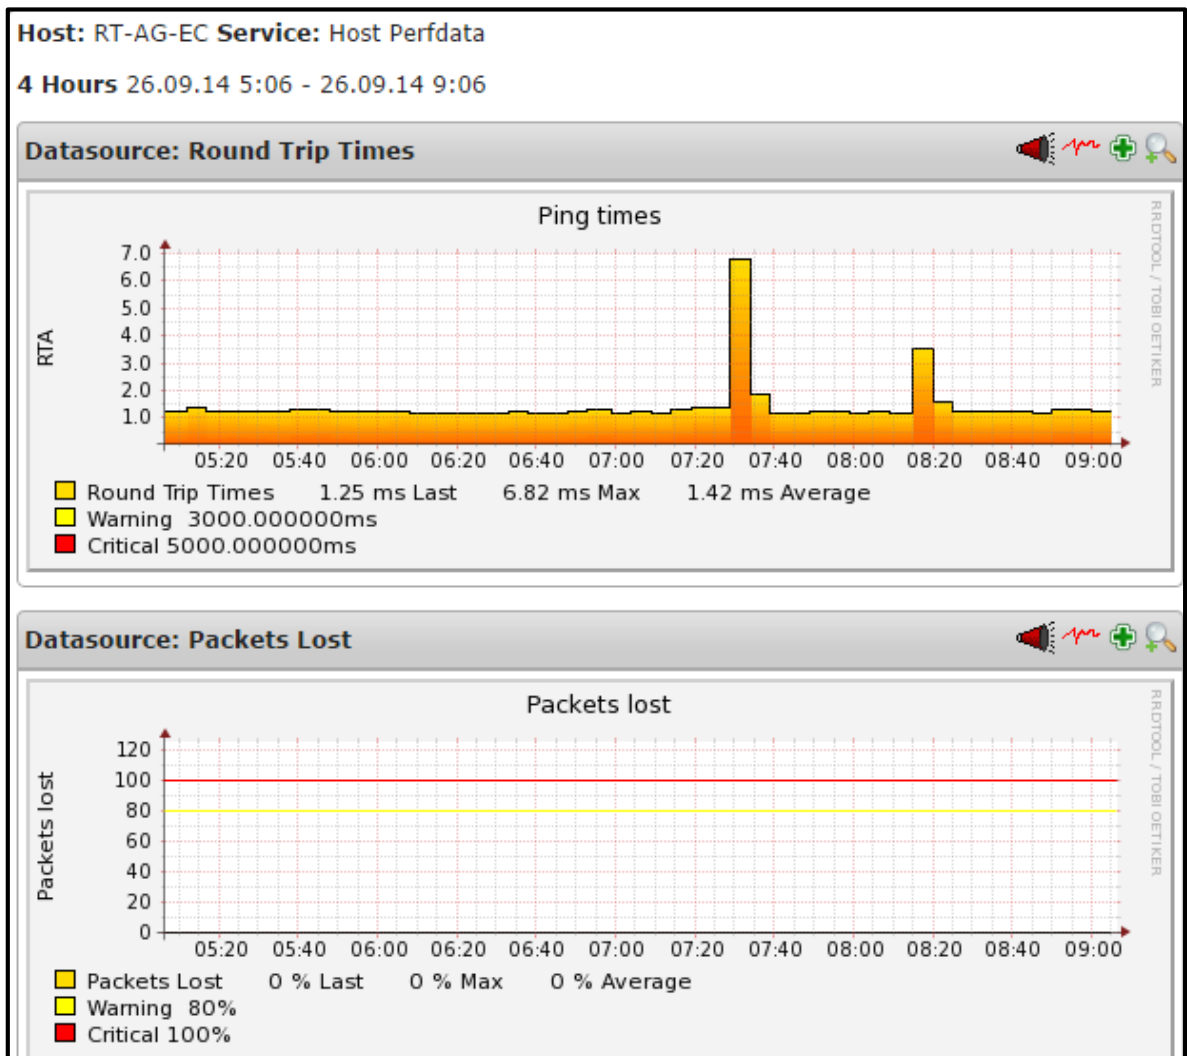 Host: RT-AG-EC Service: Host Perfdata
4 Hours 26.09.14 5:06 - 26.09.14 9:06
Datasource: Round Trip Times
Ping times
RRDTOOL / TOBI OETIKER
RTA
7.0
6.0
5.0
4.0
3.0
2.0
1.0
05:20 05:40 06:00 06:20 06:40 07:00 07:20 07:40 08:00 08:20 08:40 09:00
Round Trip Times 1.25 ms Last 6.82 ms Max 1.42 ms Average
Warning 3000.000000ms
Critical 5000.000000ms
Datasource: Packets Lost
Packets lost
RRDTOOL / TOBI OETIKER
Packets lost
120
100
80
60
40
20
0
05:20 05:40 06:00 06:20 06:40 07:00 07:20 07:40 08:00 08:20 08:40 09:00
Packets Lost 0 % Last 0 % Max 0 % Average
Warning 80%
Critical 100%